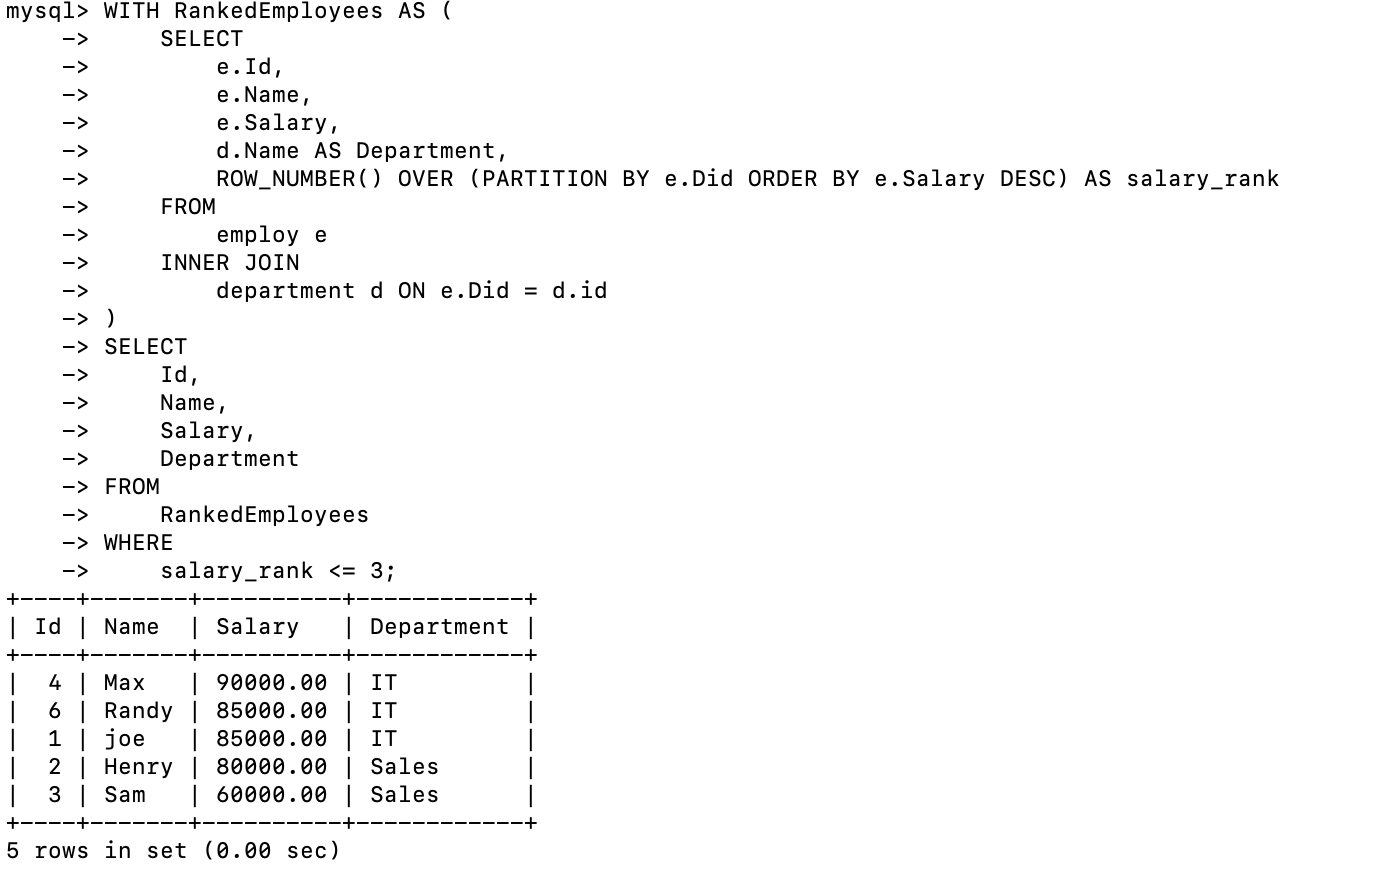 mysql> WITH RankedEmployees AS (
    ->     SELECT
    ->         e.Id,
    ->         e.Name,
    ->         e.Salary,
    ->         d.Name AS Department,
    ->         ROW_NUMBER() OVER (PARTITION BY e.Did ORDER BY e.Salary DESC) AS salary_rank
    ->     FROM
    ->         employ e
    ->     INNER JOIN
    ->         department d ON e.Did = d.id
    -> )
    -> SELECT
    ->     Id,
    ->     Name,
    ->     Salary,
    ->     Department
    -> FROM
    ->     RankedEmployees
    -> WHERE
    ->     salary_rank <= 3;
+----+-------+----------+------------+
| Id | Name  | Salary   | Department |
+----+-------+----------+------------+
|  4 | Max   | 90000.00 | IT         |
|  6 | Randy | 85000.00 | IT         |
|  1 | joe   | 85000.00 | IT         |
|  2 | Henry | 80000.00 | Sales      |
|  3 | Sam   | 60000.00 | Sales      |
+----+-------+----------+------------+
5 rows in set (0.00 sec)